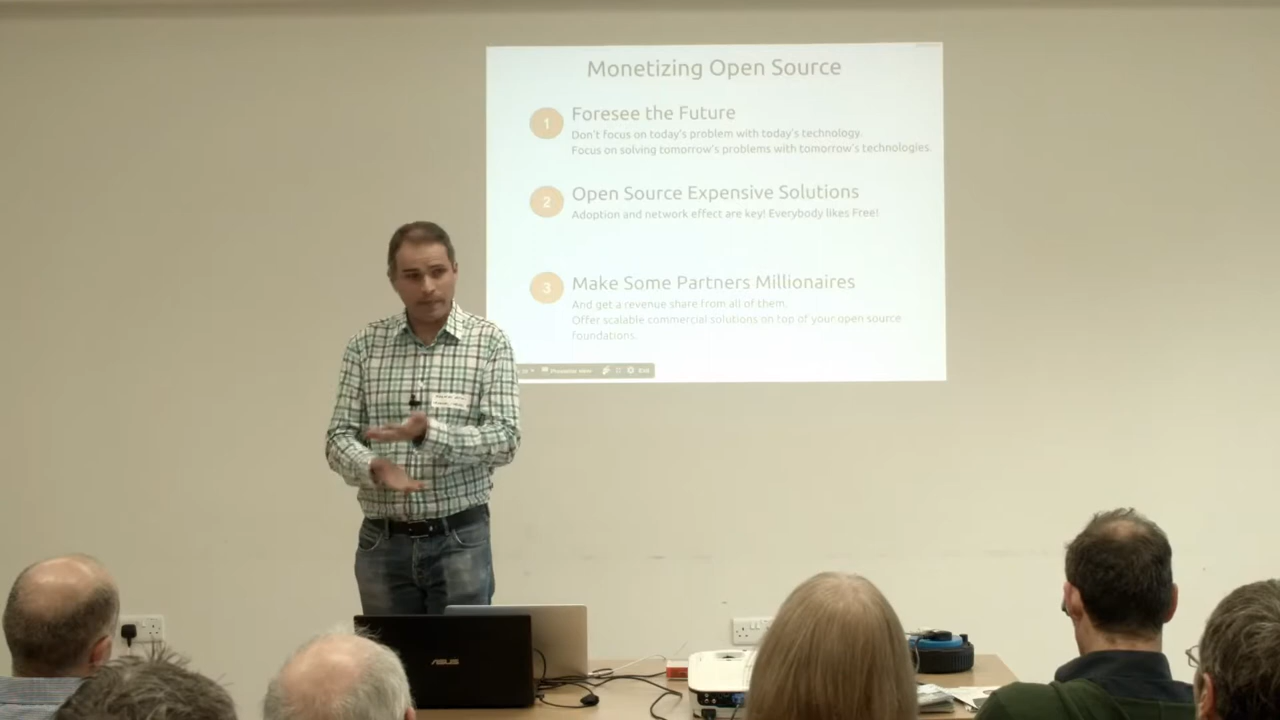 Monetizing Open Source
1
Foresee the Future
Don't focus on today's problem with today's technology.
Focus on solving tomorrow's problems with tomorrow's technologies.
2
Open Source Expensive Solutions
Adoption and network effect are key! Everybody likes Free!
3
Make Some Partners Millionaires
And get a revenue share from all of them.
Offer scalable commercial solutions on top of your open source
foundations.
Presenter view
ASUS